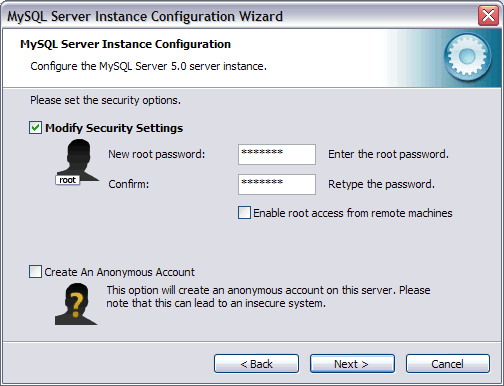 MySQL Server Instance Configuration Wizard
MySQL Server Instance Configuration
Configure the MySQL Server 5.0 server instance.
Please set the security options.
Modify Security Settings
root
New root password: ******* Enter the root password.
Confirm: ******* Retype the password.
Enable root access from remote machines
Create An Anonymous Account
?
This option will create an anonymous account on this server. Please
note that this can lead to an insecure system.
< Back Next > Cancel